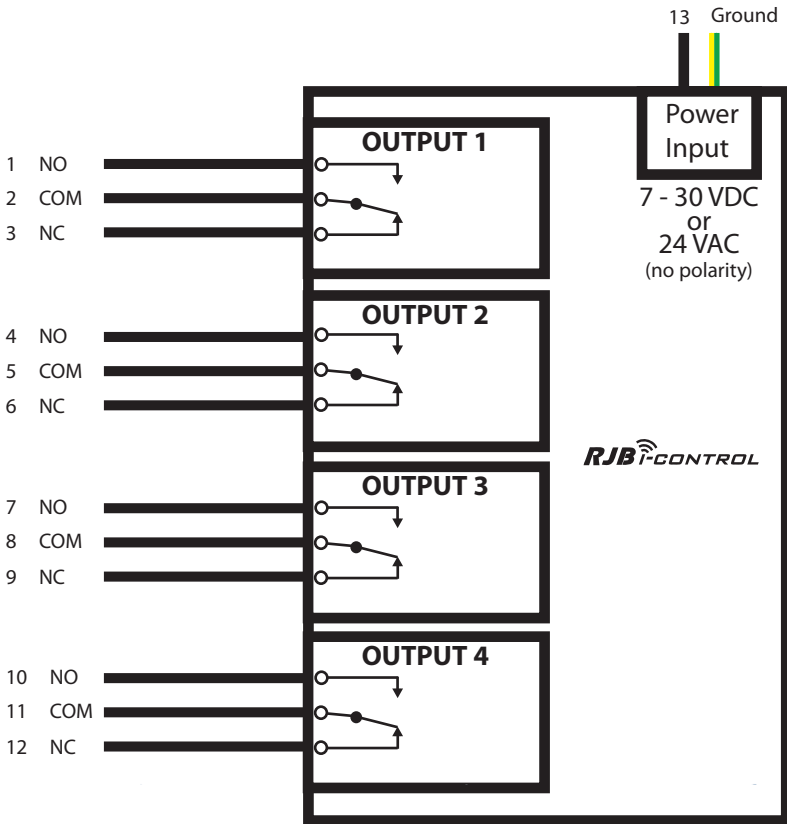 13 Ground
Power
Input
7 - 30 VDC
or
24 VAC
(no polarity)
OUTPUT 1
1 NO
2 COM
3 NC
OUTPUT 2
4 NO
5 COM
6 NC
RJB i-CONTROL
OUTPUT 3
7 NO
8 COM
9 NC
OUTPUT 4
10 NO
11 COM
12 NC